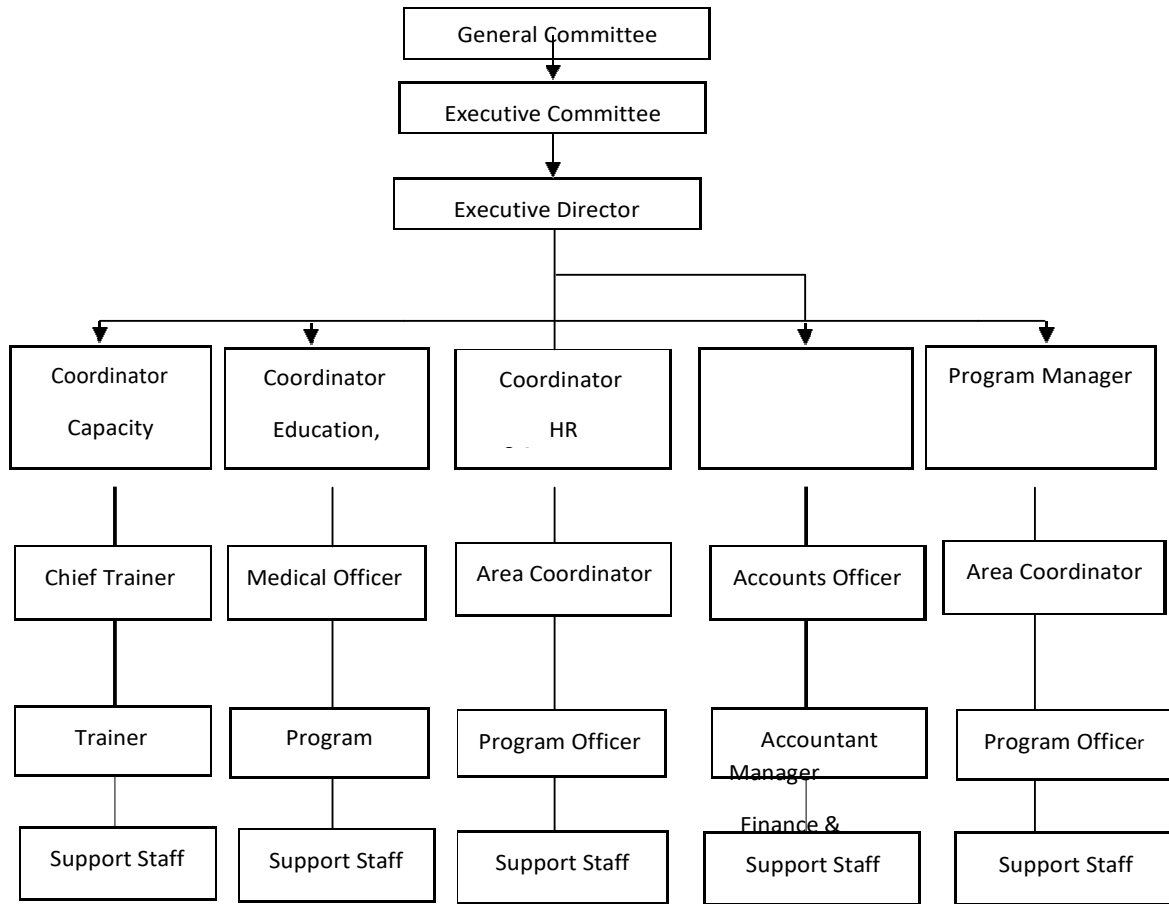 General Committee
Executive Committee
Executive Director
Coordinator
Capacity
Coordinator
Education,
Coordinator
HR
Program Manager
Chief Trainer
Medical Officer
Area Coordinator
Accounts Officer
Area Coordinator
Trainer
Program
Program Officer
Accountant
Manager
Finance &
Program Officer
Support Staff
Support Staff
Support Staff
Support Staff
Support Staff